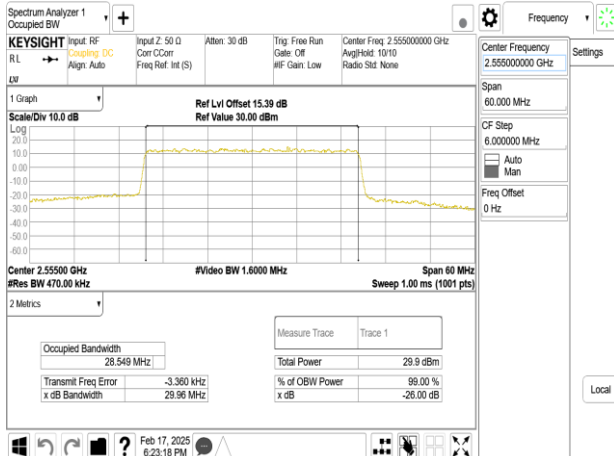 Spectrum Analyzer 1
Occupied BW
▼
+
Frequency
▼
KEYSIGHT
RL
LXI
Input: RF
Coupling: DC
Align: Auto
Input Z: 50 Ω
Corr CCorr
Freq Ref: Int (S)
Atten: 30 dB
Trig: Free Run
Gate: Off
#IF Gain: Low
Center Freq: 2.555000000 GHz
Avg|Hold: 10/10
Radio Std: None
Center Frequency
2.555000000 GHz
Settings
Span
60.000 MHz
CF Step
6.000000 MHz
Auto
Man
Freq Offset
0 Hz
Local
1 Graph
▼
Scale/Div 10.0 dB
Ref Lvl Offset 15.39 dB
Ref Value 30.00 dBm
Log
20.0
10.0
0.00
-10.0
-20.0
-30.0
-40.0
-50.0
-60.0
Center 2.55500 GHz
#Video BW 1.6000 MHz
Span 60 MHz
#Res BW 470.00 kHz
Sweep 1.00 ms (1001 pts)
2 Metrics
▼
Measure Trace
Trace 1
Occupied Bandwidth
28.549 MHz
Total Power
29.9 dBm
Transmit Freq Error
-3.360 kHz
% of OBW Power
99.00 %
x dB Bandwidth
29.96 MHz
x dB
-26.00 dB
?
Feb 17, 2025
6:23:18 PM